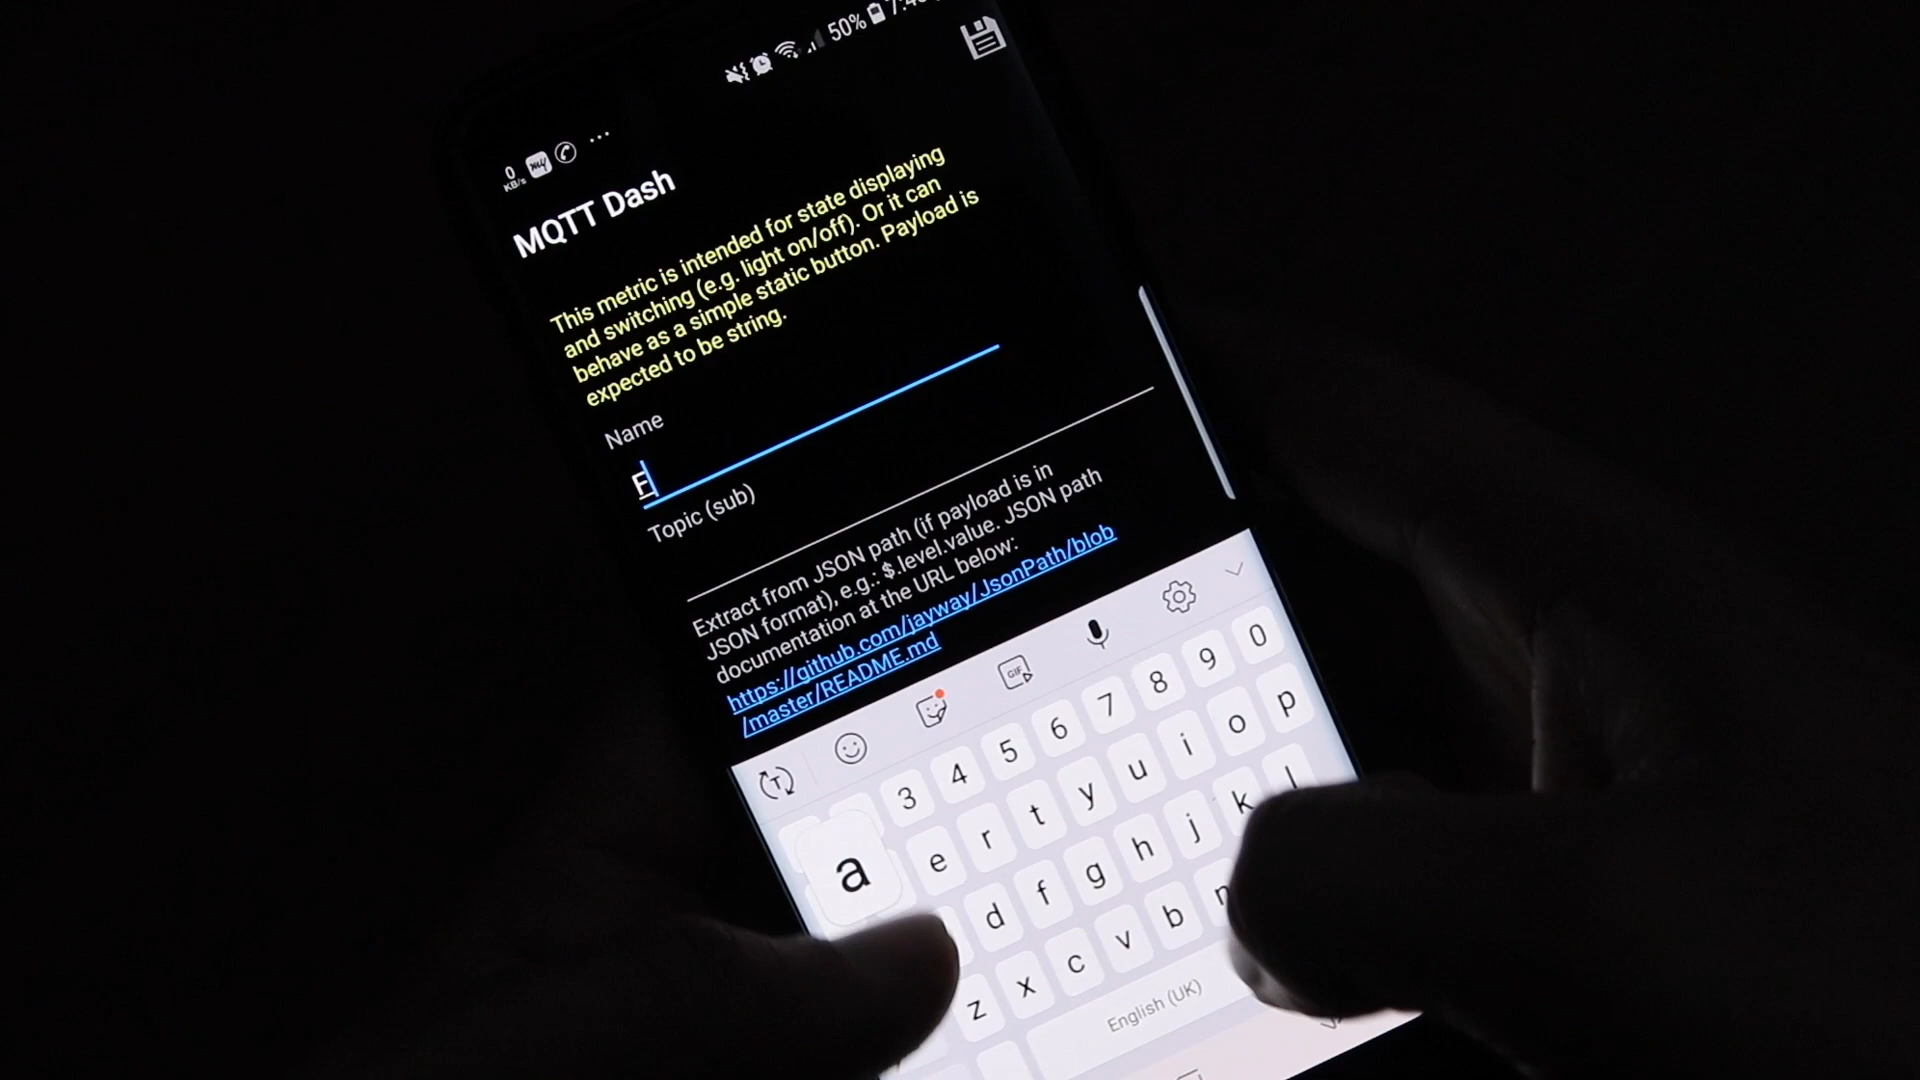 50%
0
KB/s
MQTT Dash
This metric is intended for state displaying
and switching (e.g. light on/off). Or it can
behave as a simple static button. Payload is
expected to be string.
Name
F
Topic (sub)
Extract from JSON path (if payload is in
JSON format), e.g.: $.level.value. JSON path
documentation at the URL below:
https://github.com/jayway/JsonPath/blob
/master/README.md
T GIF
3 4 5 6 7 8 9 0
e r t y u i o p
a d f g h j k l
z x c v b n
English (UK)